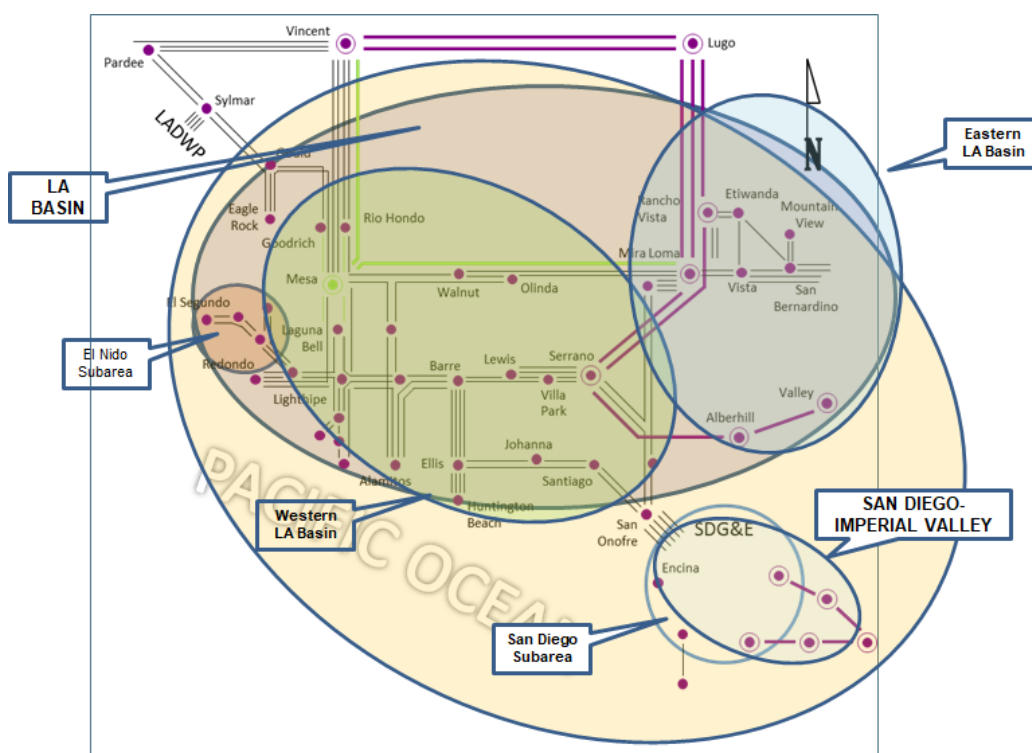 Vincent
Lugo
Pardee
Sylmar
LADWP
Gould
Eastern
LA Basin
N
LA
BASIN
Eagle
Rock
Goodrich
Rio Hondo
Rancho
Vista
Etiwanda
Mountain
View
Mira Loma
Mesa
Walnut
Olinda
Vista
San
Bernardino
El Segundo
El Nido
Subarea
Laguna
Bell
Redondo
Lighthipe
Barre
Lewis
Serrano
Villa
Park
Valley
Alberhill
Johanna
Ellis
Santiago
Alamitos
PACIFIC OCEAN
Western
LA Basin
Huntington
Beach
San
Onofre
SDG&E
SAN DIEGO-
IMPERIAL VALLEY
Encina
San Diego
Subarea